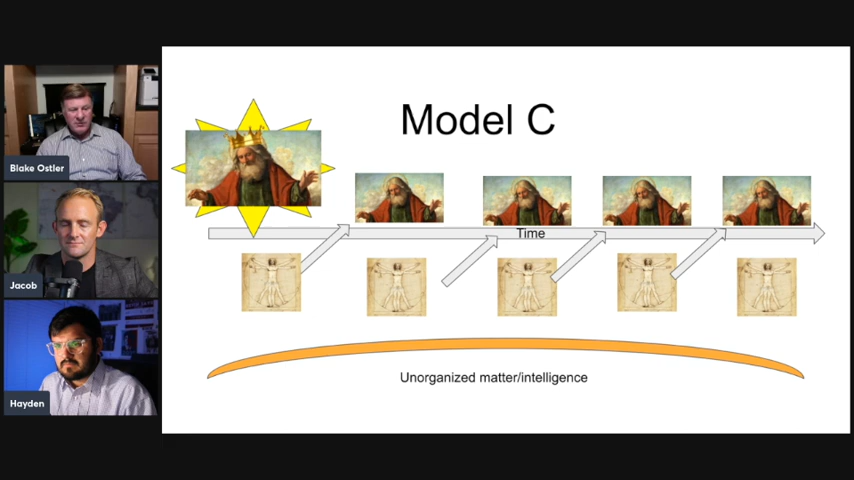 Model C
Blake Ostler
Time
Jacob
Unorganized matter/intelligence
Hayden